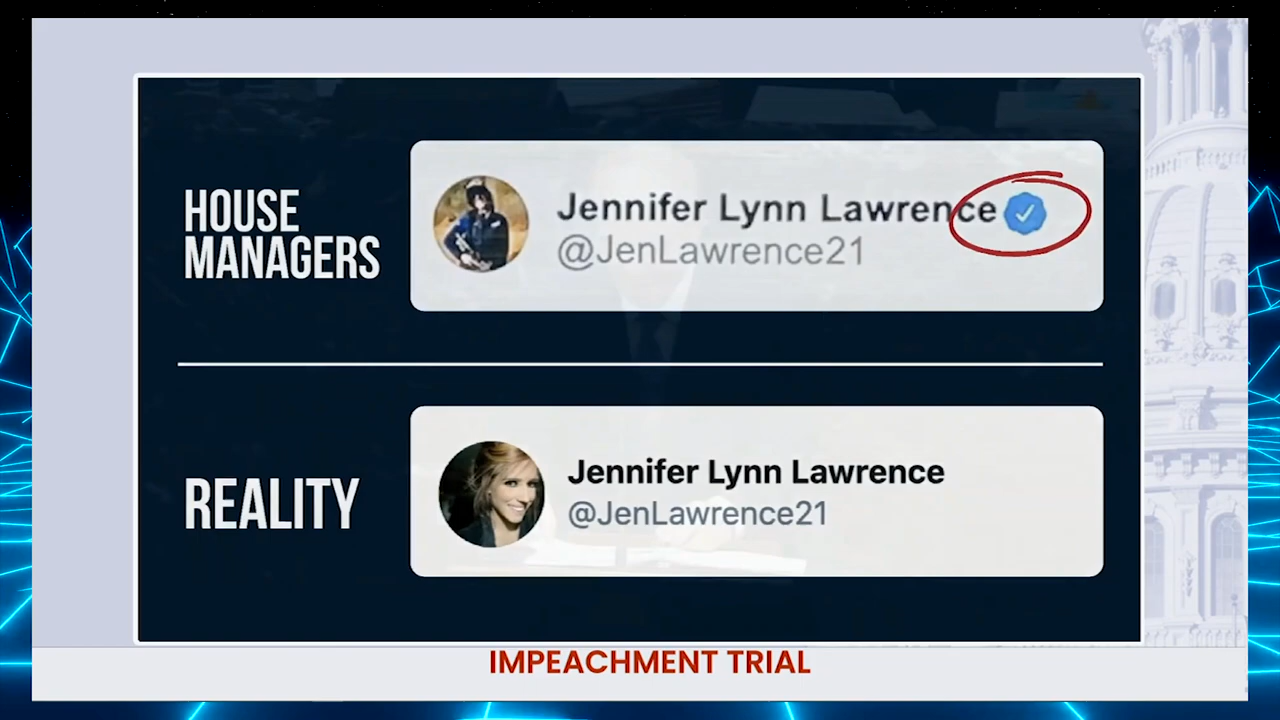 HOUSE
MANAGERS
Jennifer Lynn Lawrence
@JenLawrence21
REALITY
Jennifer Lynn Lawrence
@JenLawrence21
IMPEACHMENT TRIAL